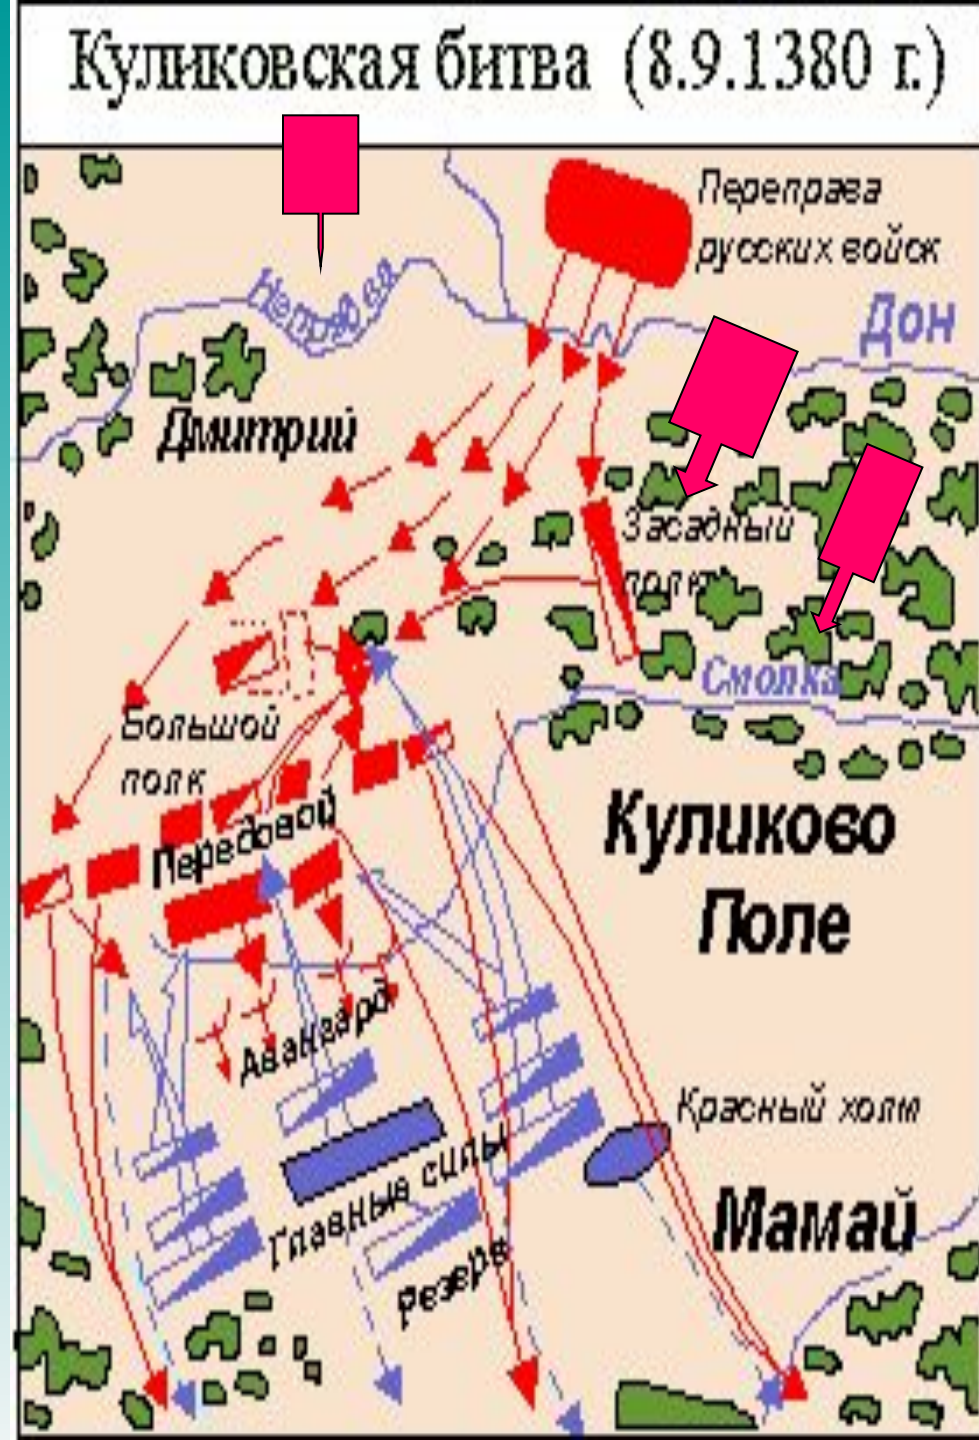 Куликовская битва (8.9.1380 г.)
Переправа
русских войск
Непрядва
Дон
Дмитрий
Засадный
полк
Смолка
Большой
полк
Передовой
Куликово
Поле
Авангард
Красный холм
Главные силы
Мамай
Резерв